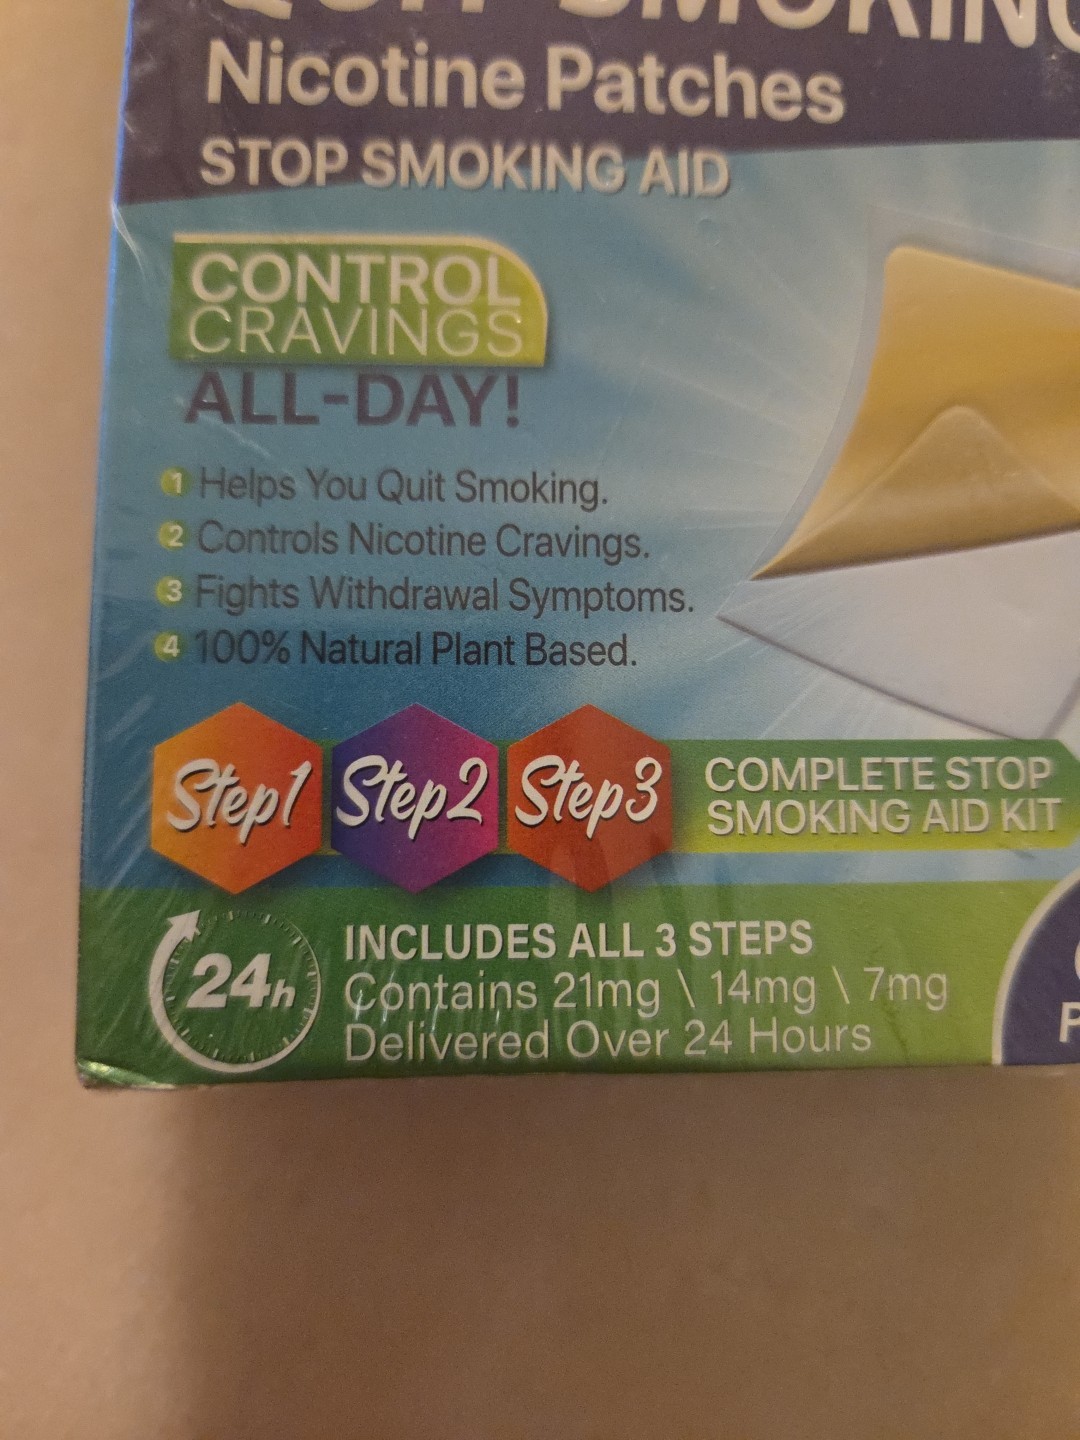 QUIT SMOKING
Nicotine Patches
STOP SMOKING AID
CONTROL
CRAVINGS
ALL-DAY!
1 Helps You Quit Smoking.
2 Controls Nicotine Cravings.
3 Fights Withdrawal Symptoms.
4 100% Natural Plant Based.
Step1 Step2 Step3
COMPLETE STOP
SMOKING AID KIT
24h
INCLUDES ALL 3 STEPS
Contains 21mg \ 14mg \ 7mg
Delivered Over 24 Hours